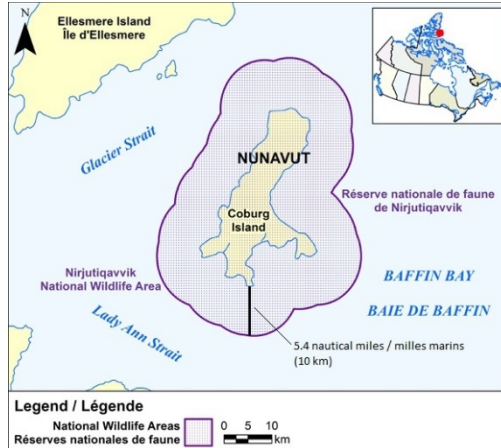 Ellesmere Island
Île d'Ellesmere
N
Glacier Strait
NUNAVUT
Coburg
Island
Réserve nationale de faune
de Nirjutiqavvik
Nirjutiqavvik
National Wildlife Area
BAFFIN BAY
BAIE DE BAFFIN
Lady Ann Strait
5.4 nautical miles / milles marins
(10 km)
Legend / Légende
National Wildlife Areas
Réserves nationales de faune
0 5 10
km